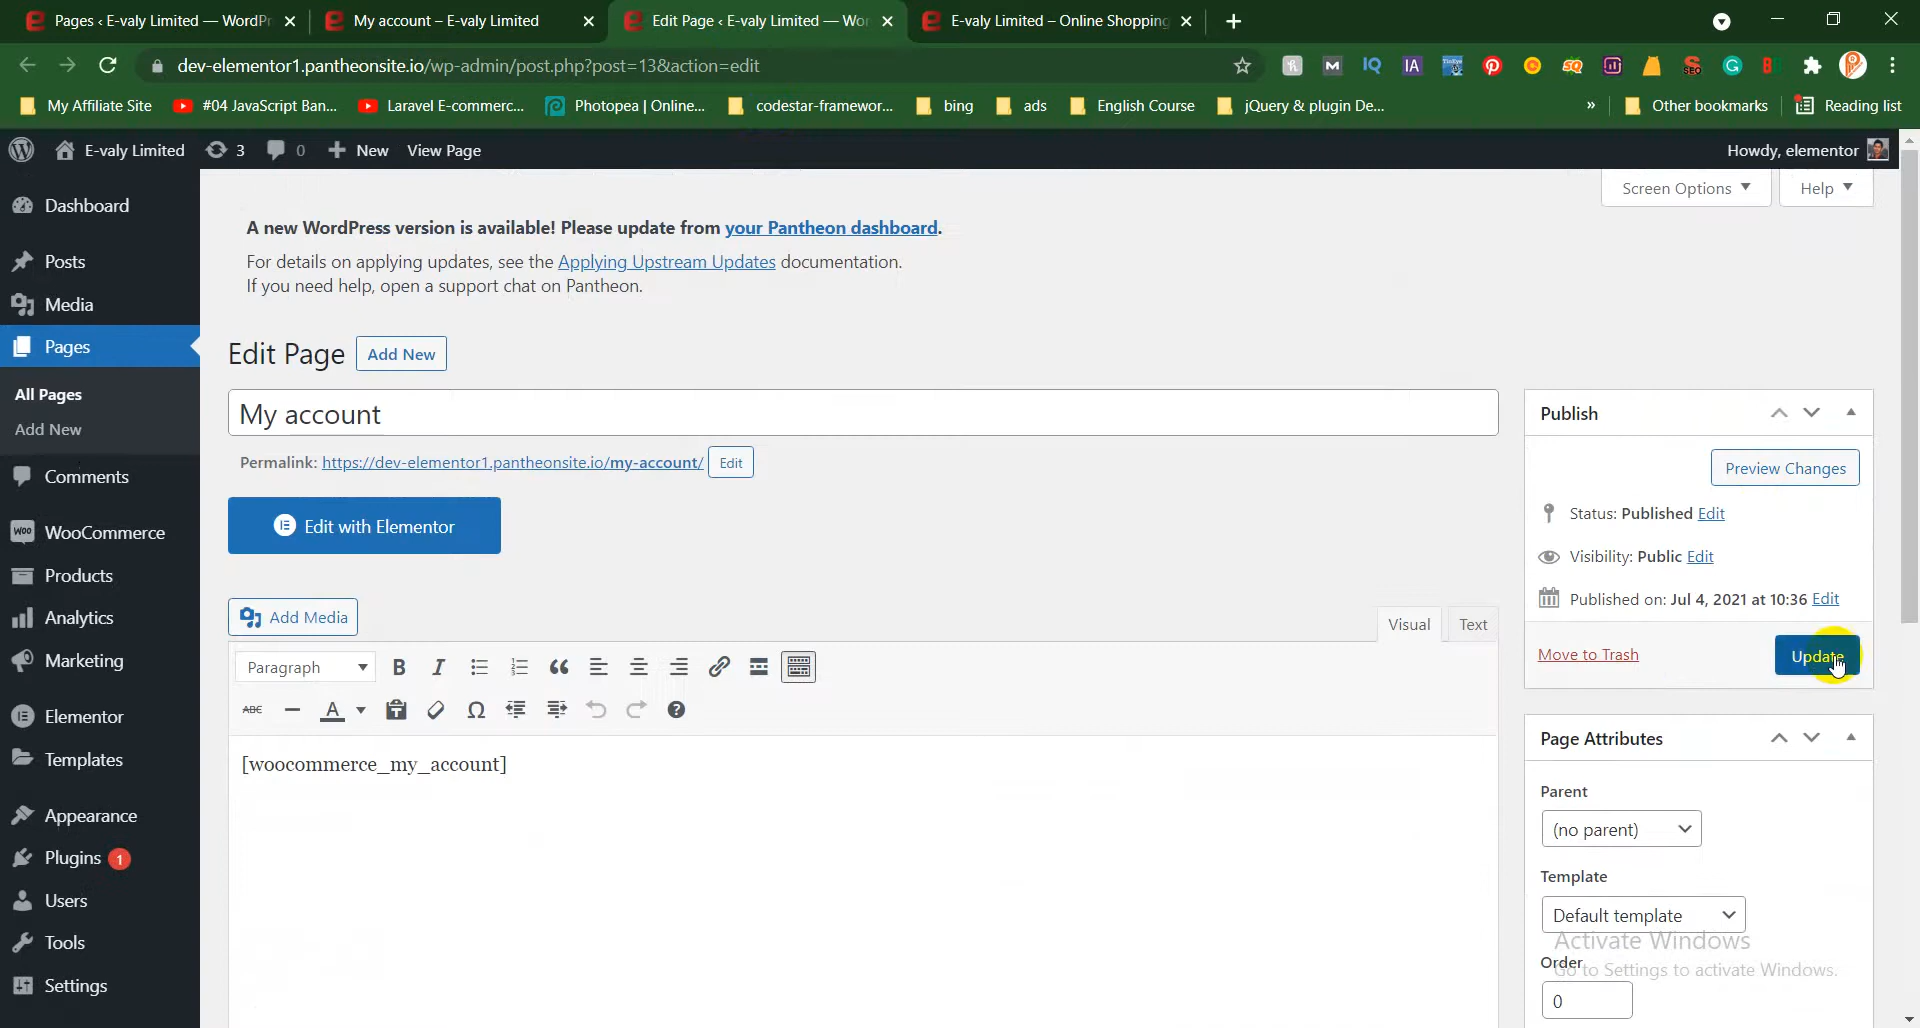 Pages ‹ E-valy Limited — WordPr
My account – E-valy Limited
Edit Page ‹ E-valy Limited — Wor
E-valy Limited – Online Shopping
dev-elementor1.pantheonsite.io/wp-admin/post.php?post=13&action=edit
My Affiliate Site
#04 JavaScript Ban...
Laravel E-commerc...
Photopea | Online...
codestar-framewor...
bing
ads
English Course
jQuery & plugin De...
»
Other bookmarks
Reading list
E-valy Limited
3
0
New
View Page
Howdy, elementor
Screen Options
Help
Dashboard
Posts
Media
Pages
All Pages
Add New
Comments
WooCommerce
Products
Analytics
Marketing
Elementor
Templates
Appearance
Plugins 1
Users
Tools
Settings
A new WordPress version is available! Please update from your Pantheon dashboard.
For details on applying updates, see the Applying Upstream Updates documentation.
If you need help, open a support chat on Pantheon.
Edit Page
Add New
My account
Permalink: https://dev-elementor1.pantheonsite.io/my-account/ Edit
Edit with Elementor
Add Media
Visual
Text
Paragraph
B
I
ABC
A
Ω
[woocommerce_my_account]
Publish
Preview Changes
Status: Published Edit
Visibility: Public Edit
Published on: Jul 4, 2021 at 10:36 Edit
Move to Trash
Update
Page Attributes
Parent
(no parent)
Template
Default template
Activate Windows
Order
Go to Settings to activate Windows.
0